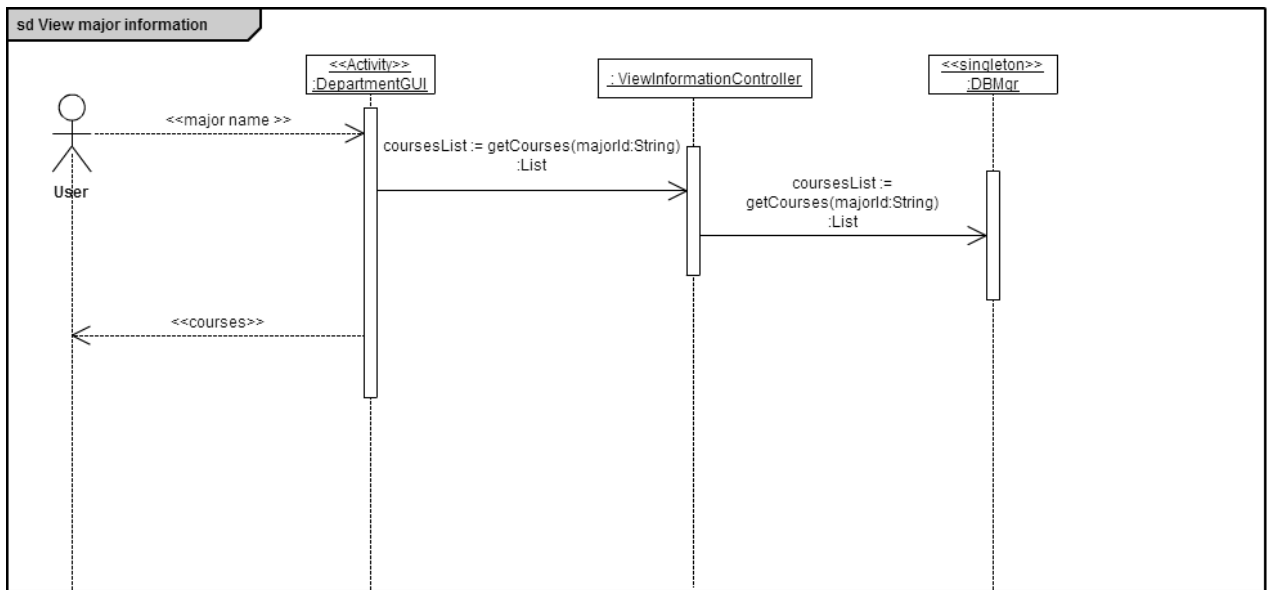 sd View major information
<<Activity>>
:DepartmentGUI
: ViewInformationController
<<singleton>>
:DBMgr
<<major name >>
coursesList := getCourses(majorId:String)
:List
User
coursesList :=
getCourses(majorId:String)
:List
<<courses>>